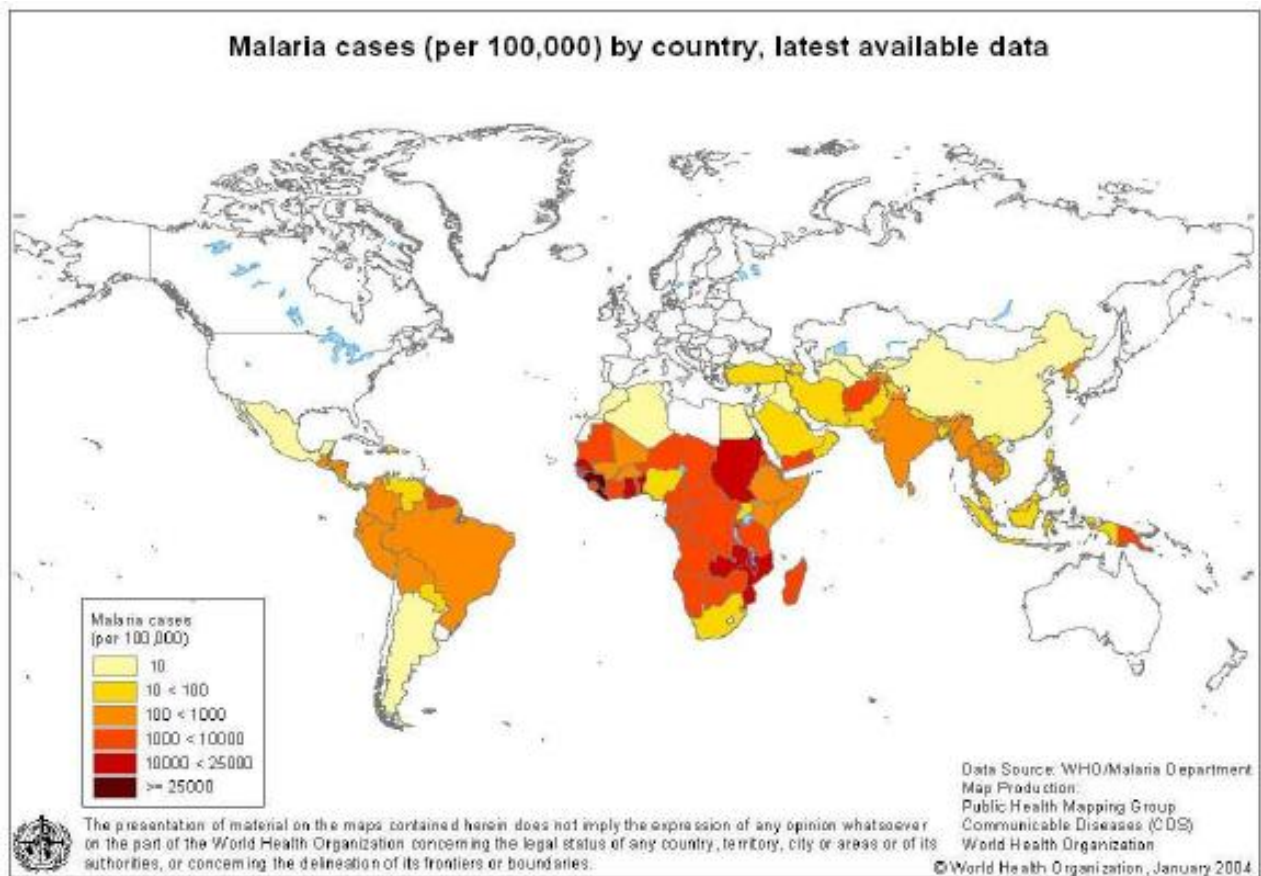 Malaria cases (per 100,000) by country, latest available data
Malaria cases
(per 100,000)
10
10 < 100
100 < 1000
1000 < 10000
10000 < 25000
>= 25000
Data Source: WHO/Malaria Department
Map Production:
Public Health Mapping Group
Communicable Diseases (CDS)
World Health Organization
The presentation of material on the maps contained herein does not imply the expression of any opinion whatsoever
on the part of the World Health Organization concerning the legal status of any country, territory, city or areas or of its
authorities, or concerning the delineation of its frontiers or boundaries.
© World Health Organization, January 2004